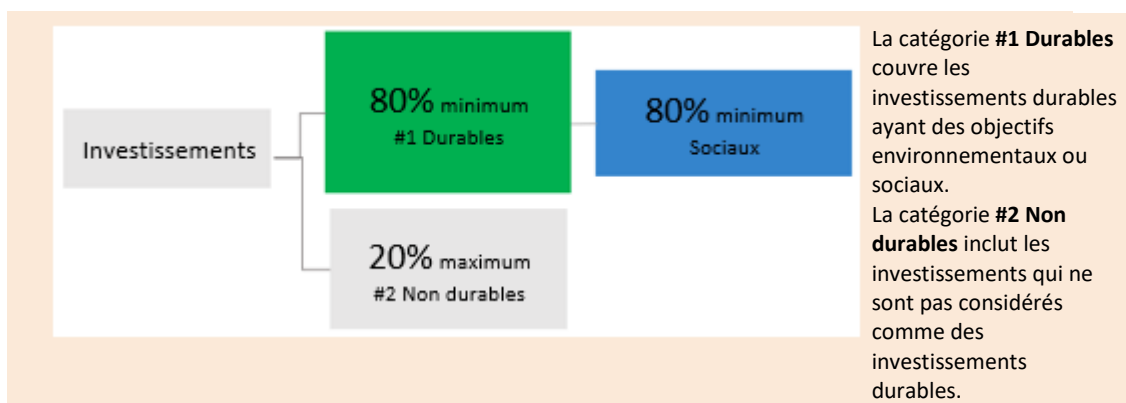 Investissements
80% minimum
#1 Durables
80% minimum
Sociaux
20% maximum
#2 Non durables
La catégorie #1 Durables
couvre les
investissements durables
ayant des objectifs
environnementaux ou
sociaux.
La catégorie #2 Non
durables inclut les
investissements qui ne
sont pas considérés
comme des
investissements
durables.